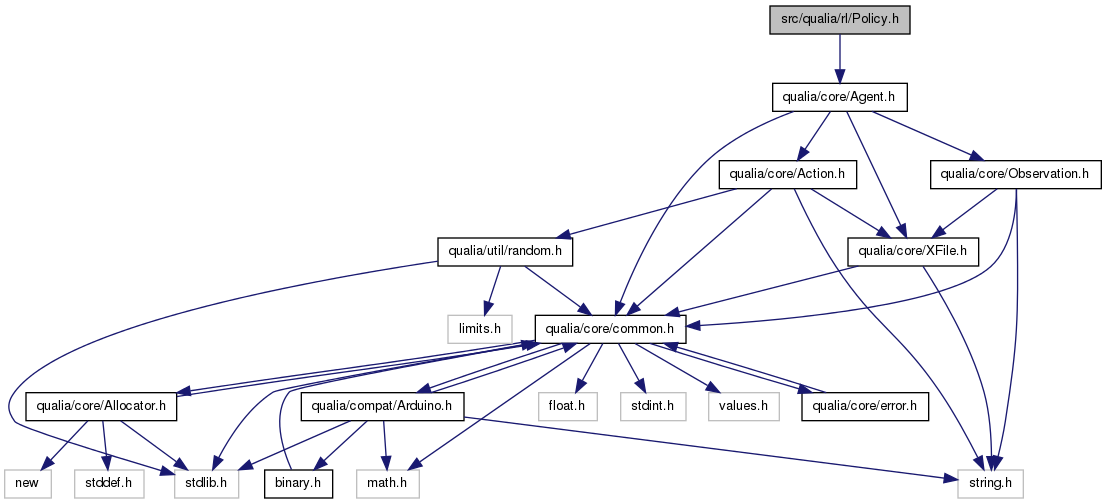 src/qualia/rl/Policy.h
qualia/core/Agent.h
qualia/core/Action.h
qualia/core/Observation.h
qualia/util/random.h
qualia/core/XFile.h
limits.h
qualia/core/common.h
qualia/core/Allocator.h
qualia/compat/Arduino.h
float.h
stdint.h
values.h
qualia/core/error.h
new
stddef.h
stdlib.h
binary.h
math.h
string.h